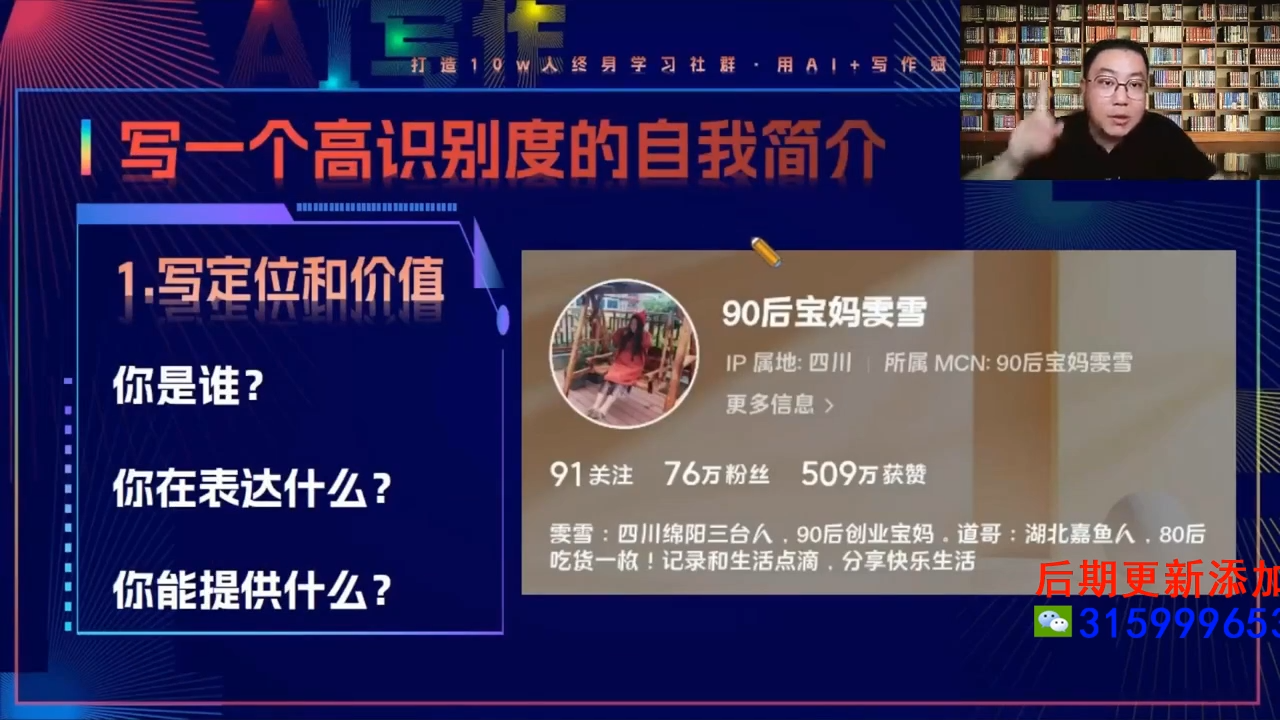 AI写作
打造10w人终身学习社群·用AI+写作赋
写一个高识别度的自我简介
1.写定位和价值
你是谁?
你在表达什么?
你能提供什么?
90后宝妈雯雪
IP 属地: 四川 | 所属 MCN: 90后宝妈雯雪
更多信息 >
91关注 76万粉丝 509万获赞
雯雪：四川绵阳三台人，90后创业宝妈。道哥：湖北嘉鱼人，80后
吃货一枚！记录和生活点滴，分享快乐生活
后期更新添加
315999653